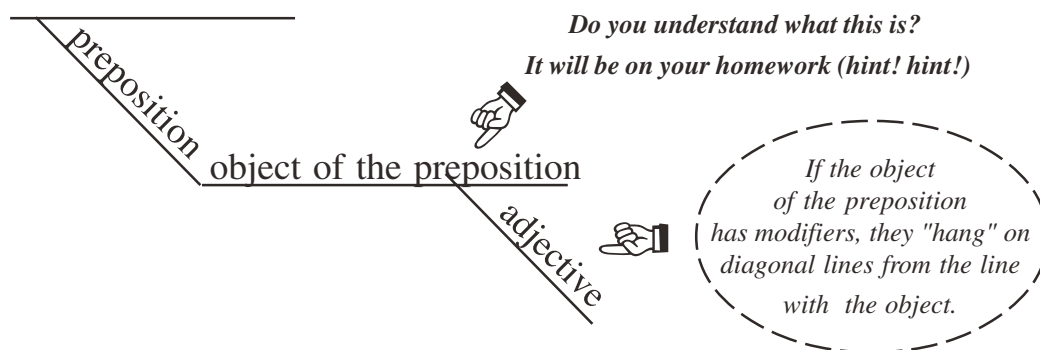 Do you understand what this is?
It will be on your homework (hint! hint!)
preposition
object of the preposition
adjective
If the object
of the preposition
has modifiers, they "hang" on
diagonal lines from the line
with the object.